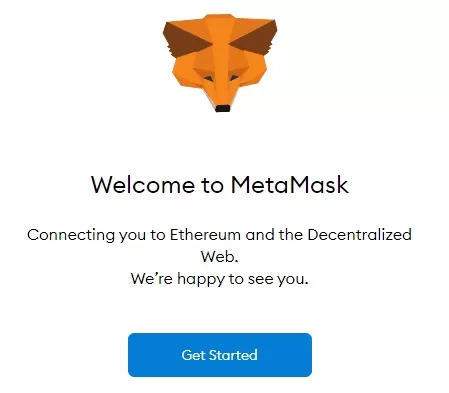 Welcome to MetaMask
Connecting you to Ethereum and the Decentralized
Web.
We’re happy to see you.
Get Started